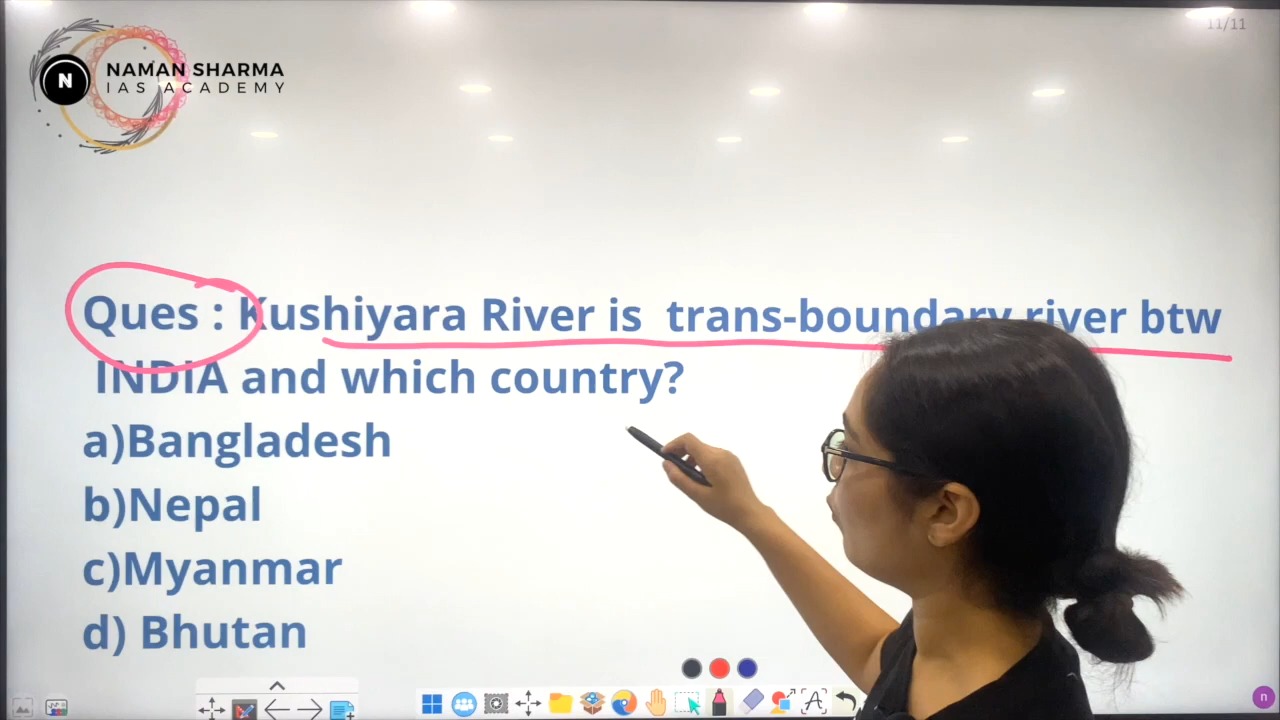 11/11
NAMAN SHARMA
N
IAS ACADEMY
Ques : Kushiyara River is trans-boundary river btw
INDIA and which country?
a)Bangladesh
b)Nepal
c)Myanmar
d) Bhutan
A
n